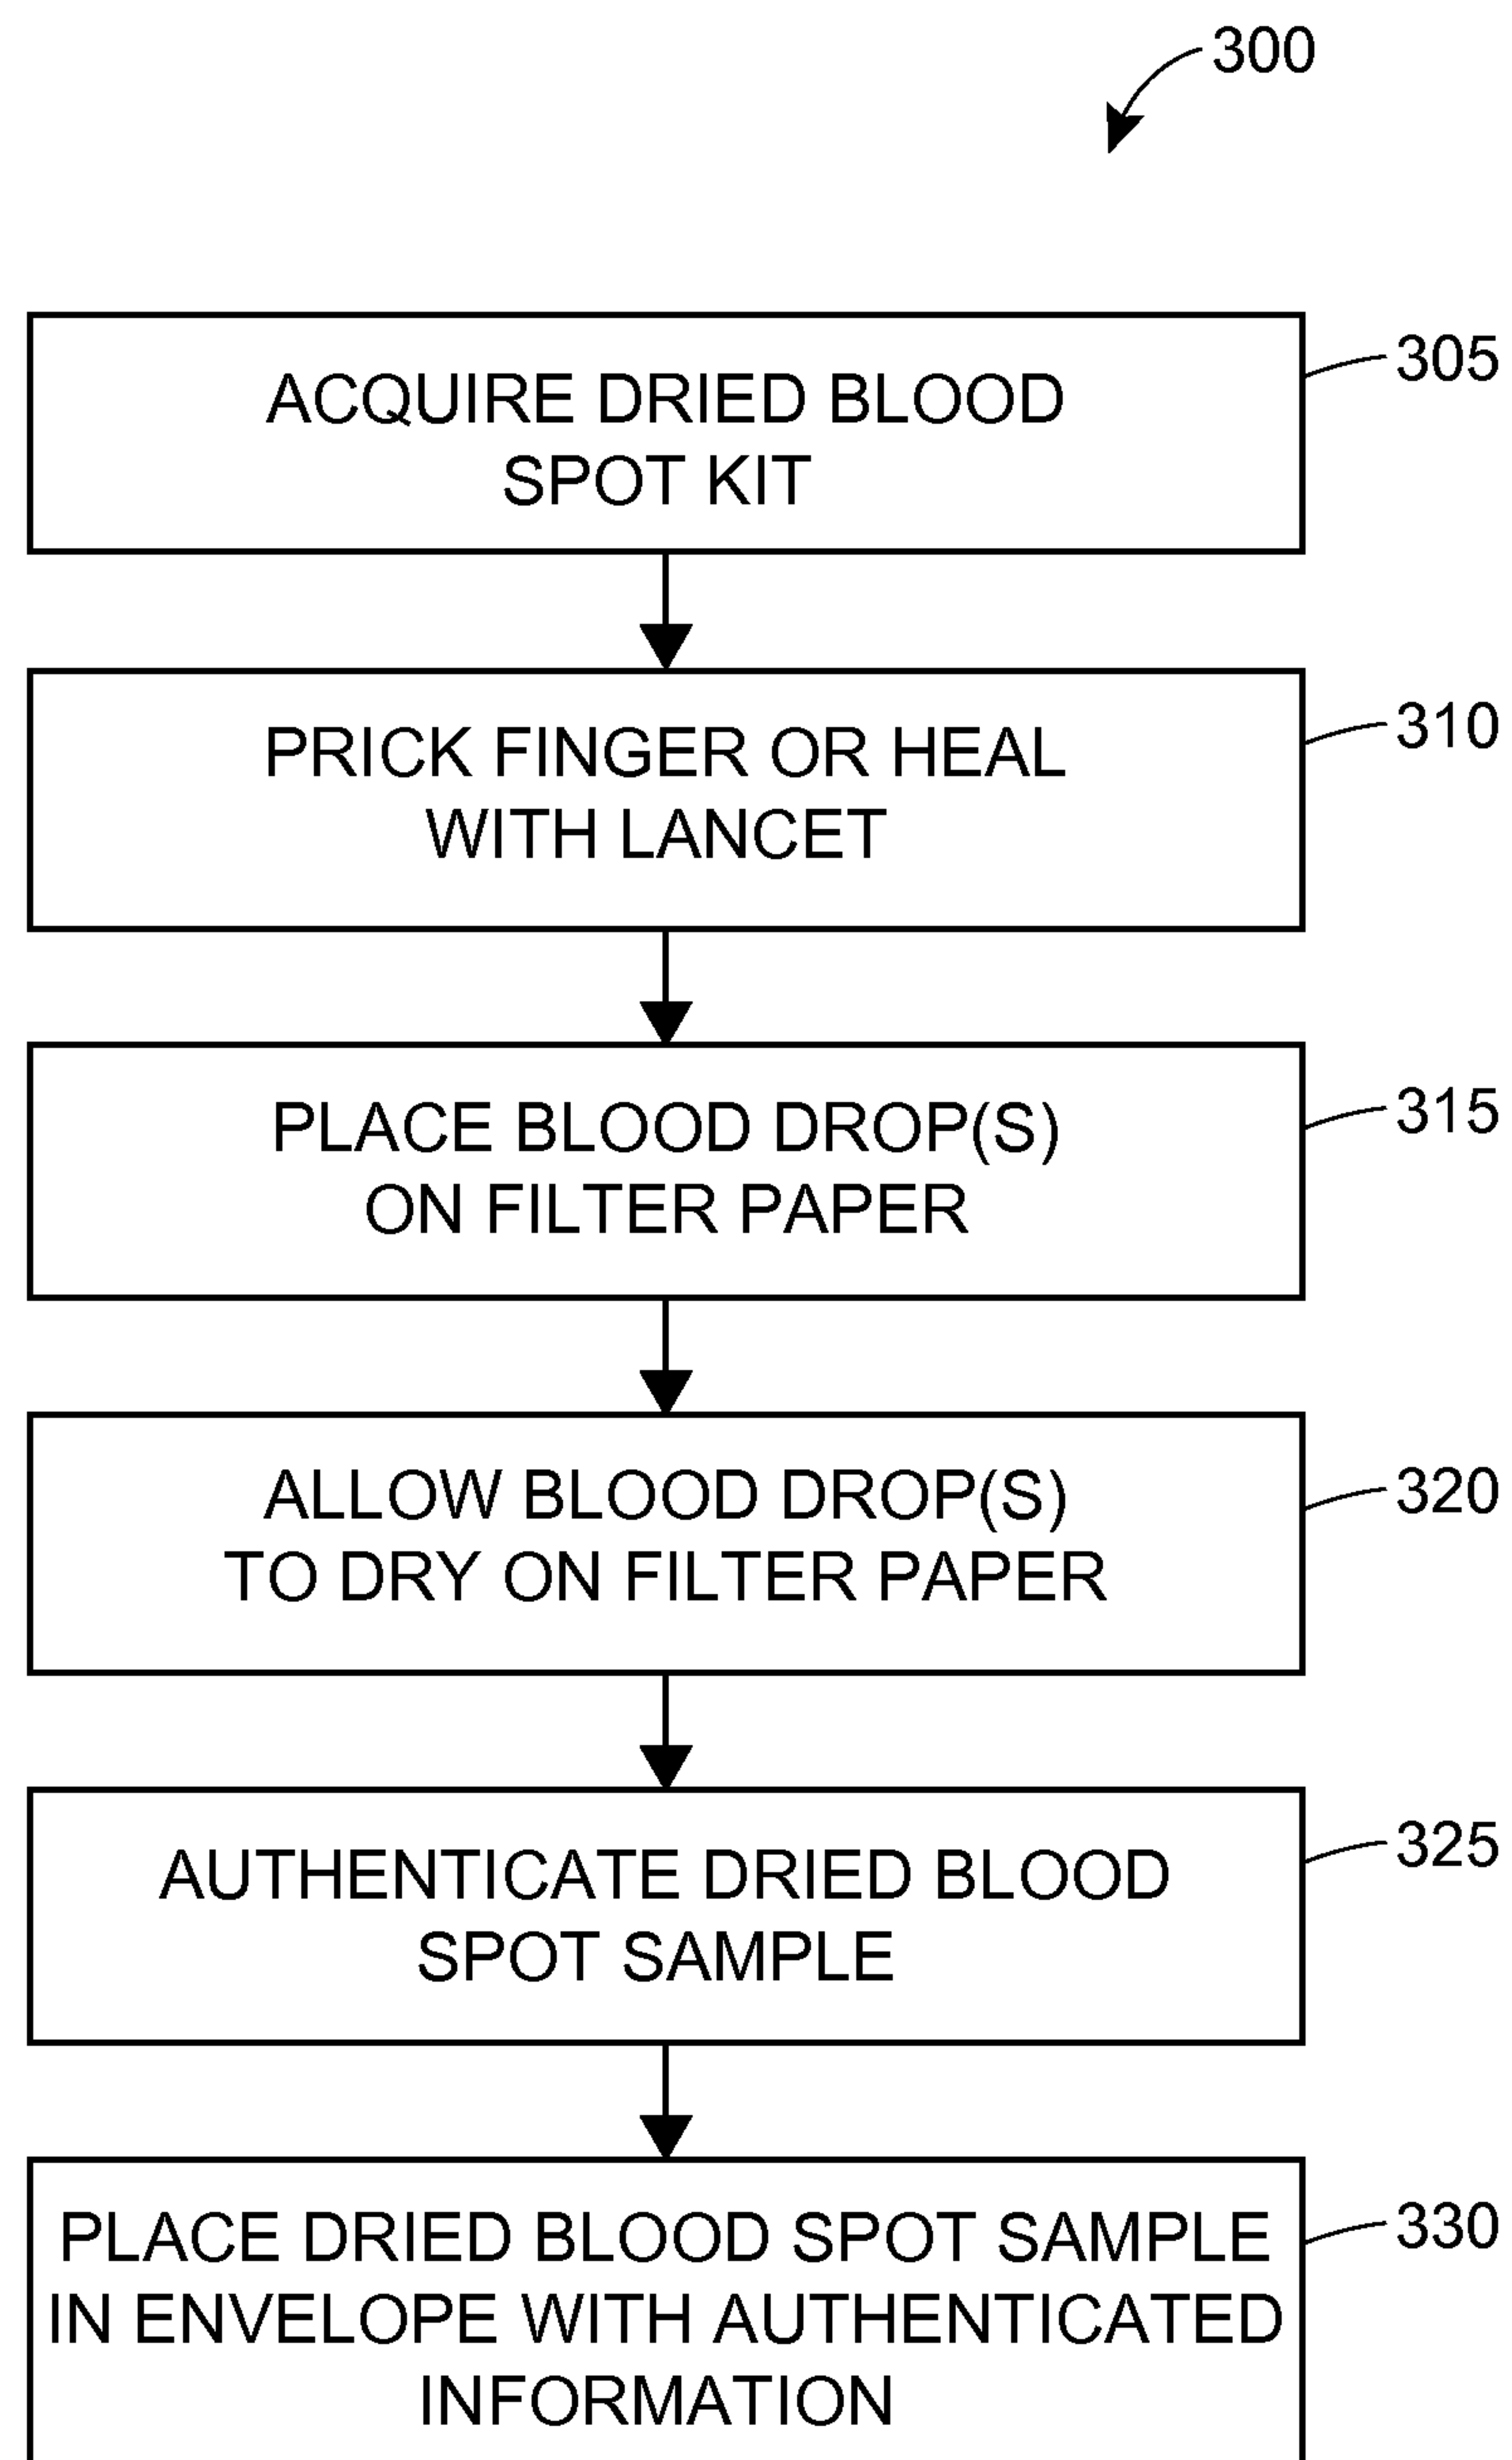 300
ACQUIRE DRIED BLOOD
SPOT KIT
305
PRICK FINGER OR HEAL
WITH LANCET
310
PLACE BLOOD DROP(S)
ON FILTER PAPER
315
ALLOW BLOOD DROP(S)
TO DRY ON FILTER PAPER
320
AUTHENTICATE DRIED BLOOD
SPOT SAMPLE
325
PLACE DRIED BLOOD SPOT SAMPLE
IN ENVELOPE WITH AUTHENTICATED
INFORMATION
330